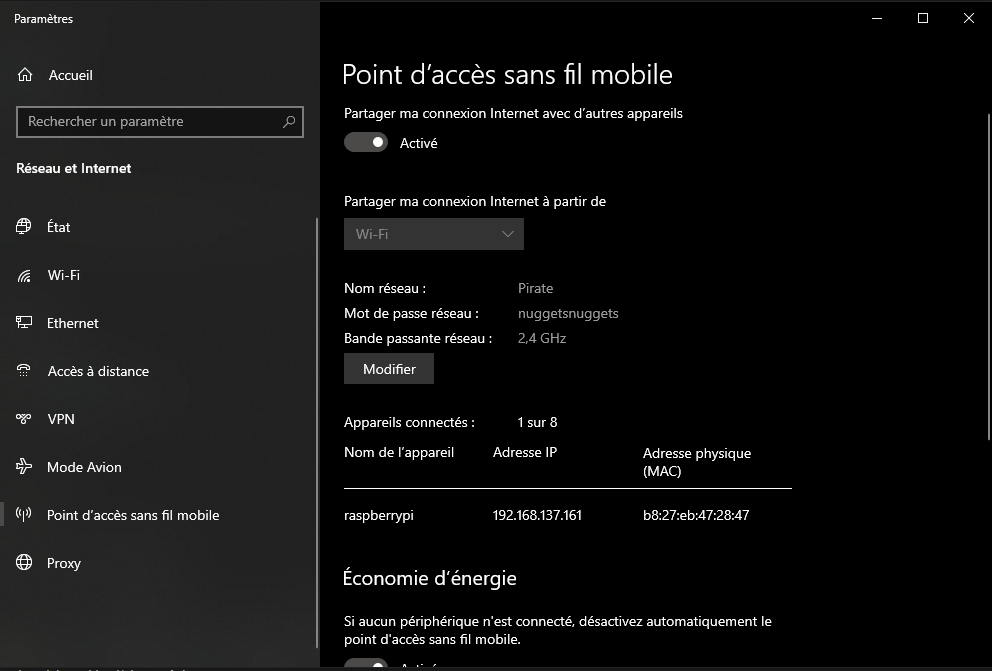 Paramètres
Accueil
Rechercher un paramètre
Réseau et Internet
État
Wi-Fi
Ethernet
Accès à distance
VPN
Mode Avion
Point d’accès sans fil mobile
Proxy
Point d’accès sans fil mobile
Partager ma connexion Internet avec d’autres appareils
Activé
Partager ma connexion Internet à partir de
Wi-Fi
Nom réseau : Pirate
Mot de passe réseau : nuggetsnuggets
Bande passante réseau : 2,4 GHz
Modifier
Appareils connectés : 1 sur 8
Nom de l’appareil Adresse IP Adresse physique
(MAC)
raspberrypi 192.168.137.161 b8:27:eb:47:28:47
Économie d’énergie
Si aucun périphérique n'est connecté, désactivez automatiquement le
point d'accès sans fil mobile.
Activé